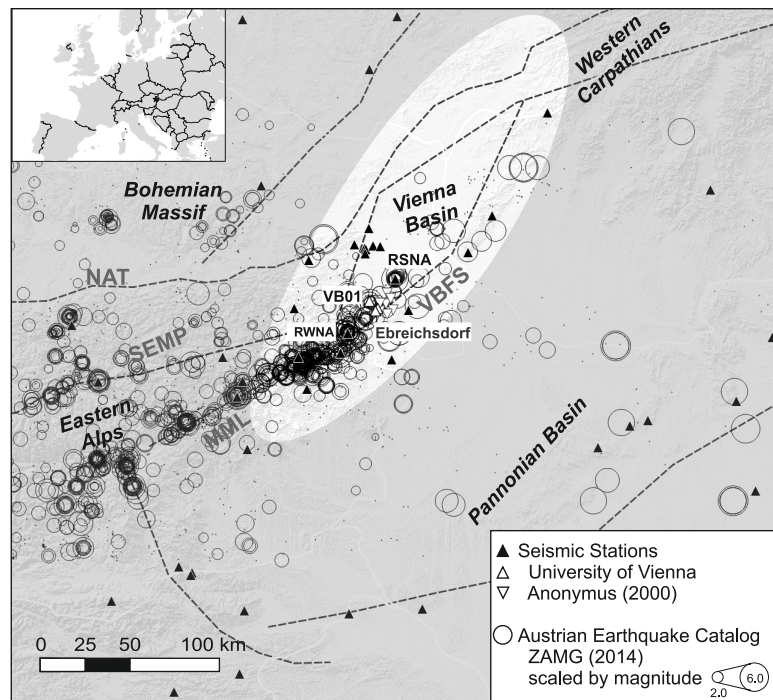 Western
Carpathians
Bohemian
Massif
Vienna
Basin
RSNA
NAT
VB01
VBFS
RWNA
Ebreichsdorf
SEMP
Eastern
Alps
MML
Pannonian Basin
Seismic Stations
University of Vienna
Anonymus (2000)
Austrian Earthquake Catalog
ZAMG (2014)
scaled by magnitude
2.0
6.0
0 25 50 100 km